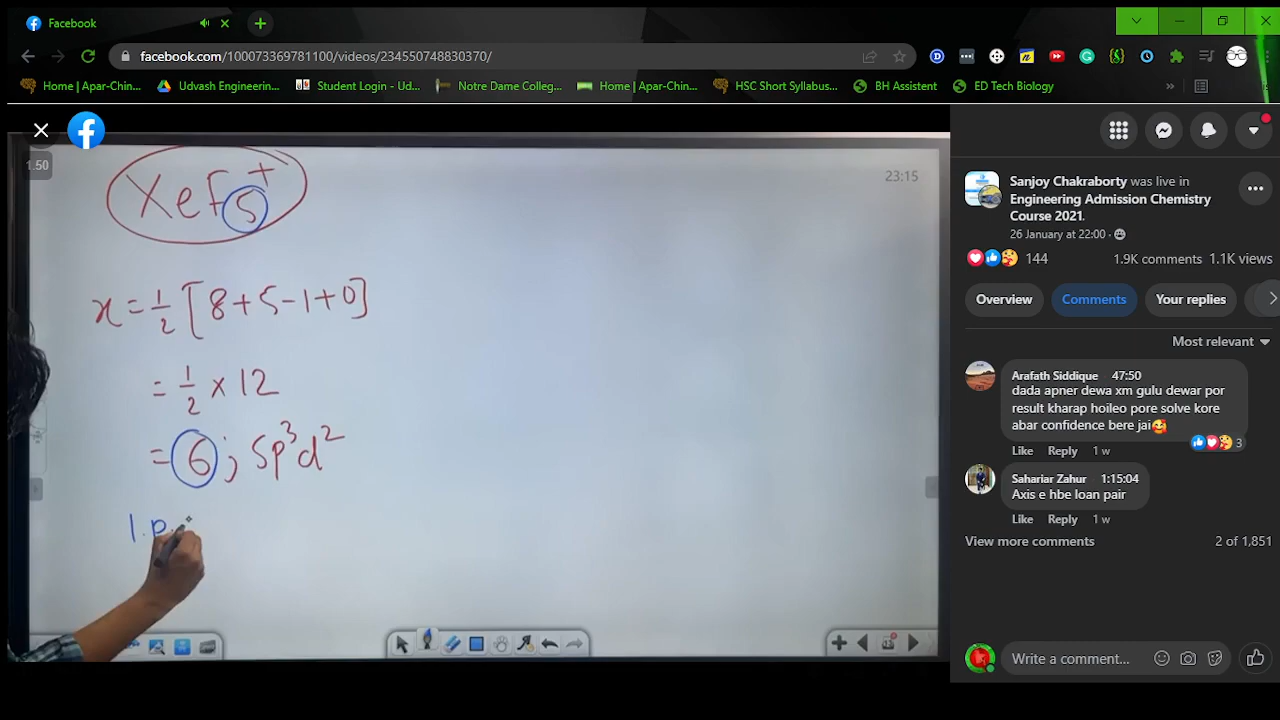 Facebook
facebook.com/100073369781100/videos/234550748830370/
Home | Apar-Chin...
Udvash Engineerin...
Student Login - Ud...
Notre Dame Colleg...
Home | Apar-Chin...
HSC Short Syllabus...
BH Assistent
ED Tech Biology
»
1.50
23:15
XeF₅⁺
x = 1/2 [8+5-1+0]
= 1/2 × 12
= 6 ; sp³d²
l.p.
Sanjoy Chakraborty was live in
Engineering Admission Chemistry
Course 2021.
26 January at 22:00 ·
144
1.9K comments 1.1K views
Overview
Comments
Your replies
Most relevant
Arafath Siddique 47:50
dada apner dewa xm gulu dewar por
result kharap hoileo pore solve kore
abar confidence bere jai🥰
3
Like Reply 1 w
Sahariar Zahur 1:15:04
Axis e hbe loan pair
Like Reply 1 w
View more comments
2 of 1,851
Write a comment...